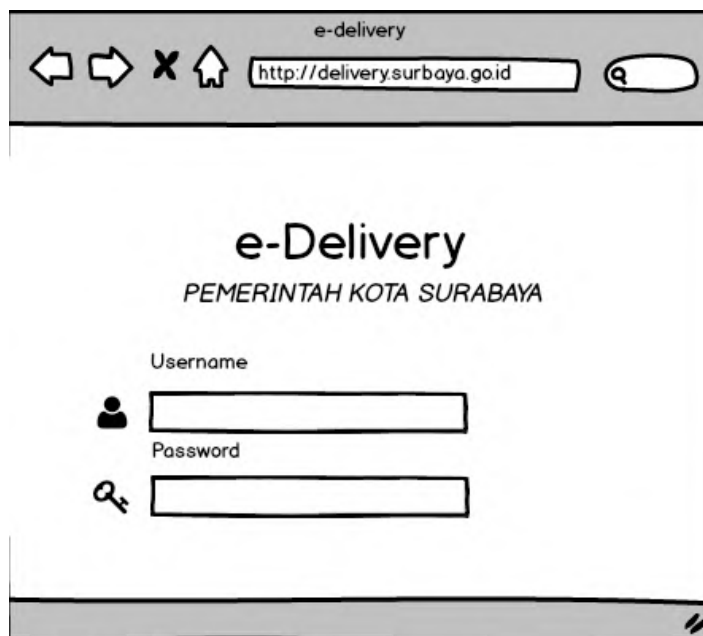 e-delivery
http://delivery.surbaya.go.id
e-Delivery
PEMERINTAH KOTA SURABAYA
Username
Password